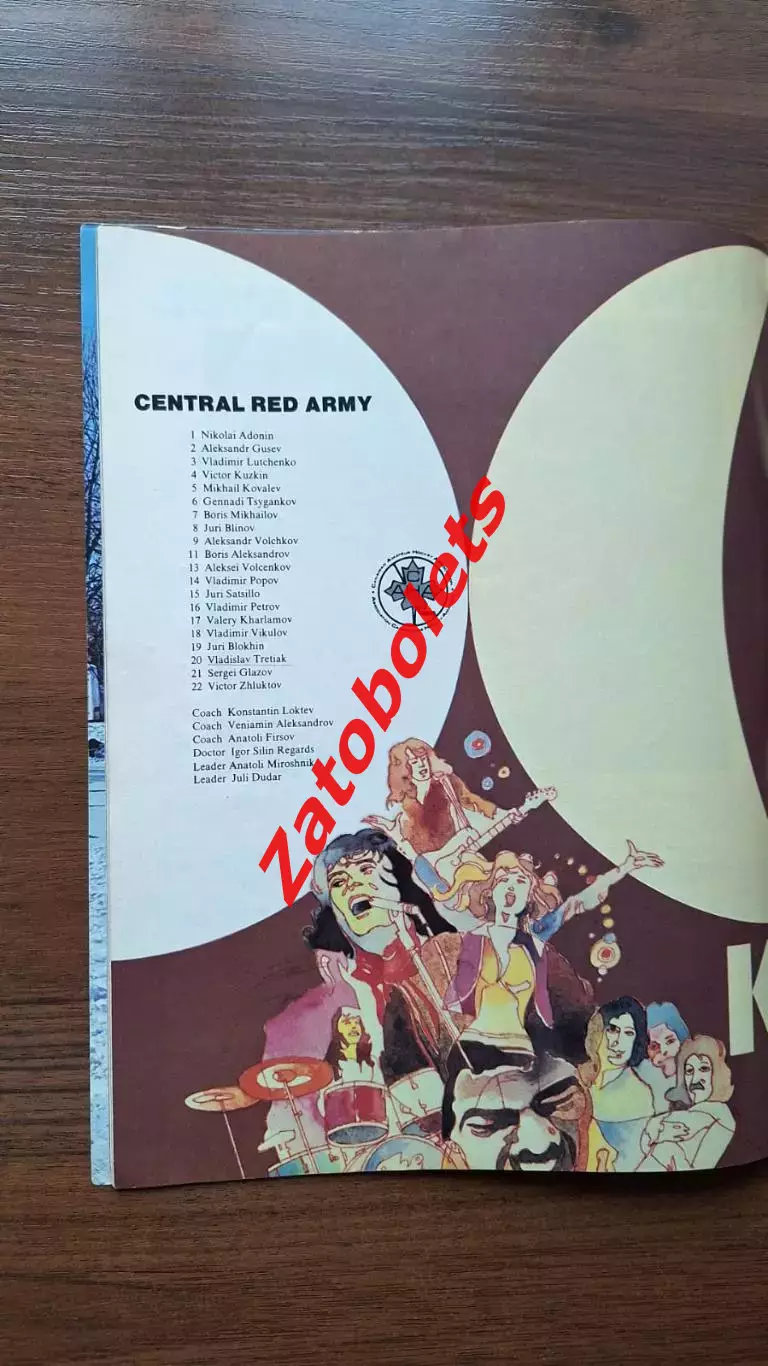 CENTRAL RED ARMY
1 Nikolai Adonin
2 Aleksandr Gusev
3 Vladimir Lutchenko
4 Victor Kuzkin
5 Mikhail Kovalev
6 Gennadi Tsygankov
7 Boris Mikhailov
8 Juri Blinov
9 Aleksandr Volchkov
11 Boris Aleksandrov
13 Aleksei Volcenkov
14 Vladimir Popov
15 Juri Satsillo
16 Vladimir Petrov
17 Valery Kharlamov
18 Vladimir Vikulov
19 Juri Blokhin
20 Vladislav Tretiak
21 Sergei Glazov
22 Victor Zhluktov
Coach Konstantin Loktev
Coach Veniamin Aleksandrov
Coach Anatoli Firsov
Doctor Igor Silin Regards
Leader Anatoli Miroshnik
Leader Juli Dudar
Zatobolets
K